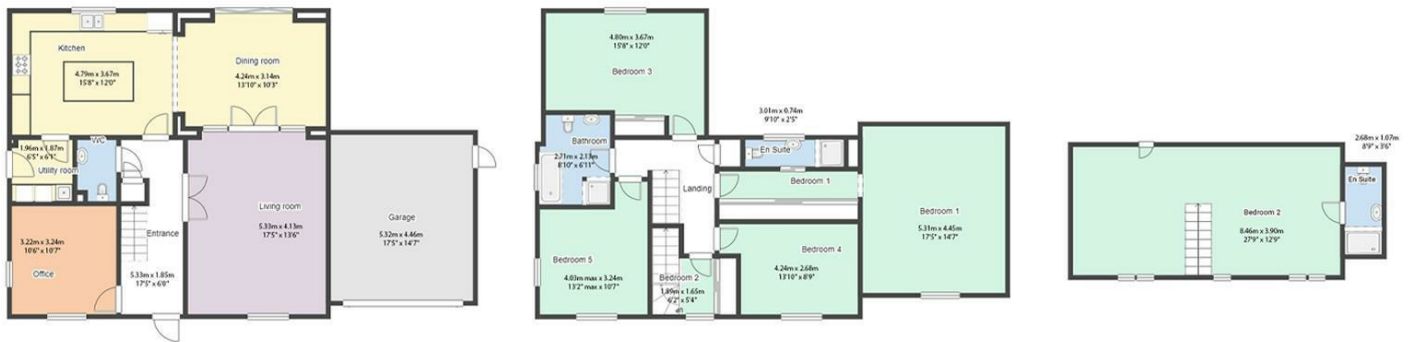 Kitchen
4.79m x 3.67m
15'8" x 12'0"
Dining room
4.24m x 3.14m
13'10" x 10'3"
WC
1.96m x 1.87m
6'5" x 6'1"
Utility room
Living room
5.33m x 4.13m
17'5" x 13'6"
Garage
5.32m x 4.46m
17'5" x 14'7"
3.22m x 3.24m
10'6" x 10'7"
Office
Entrance
5.33m x 1.85m
17'5" x 6'0"
4.80m x 3.67m
15'8" x 12'0"
Bedroom 3
3.01m x 0.74m
9'10" x 2'5"
Bathroom
2.71m x 2.13m
8'10" x 6'11"
En Suite
Landing
Bedroom 1
Bedroom 1
5.31m x 4.45m
17'5" x 14'7"
Bedroom 4
4.24m x 2.68m
13'10" x 8'9"
Bedroom 5
4.03m max x 3.24m
13'2" max x 10'7"
Bedroom 2
1.89m x 1.65m
6'2" x 5'4"
2.68m x 1.07m
8'9" x 3'6"
En Suite
Bedroom 2
8.46m x 3.90m
27'9" x 12'9"